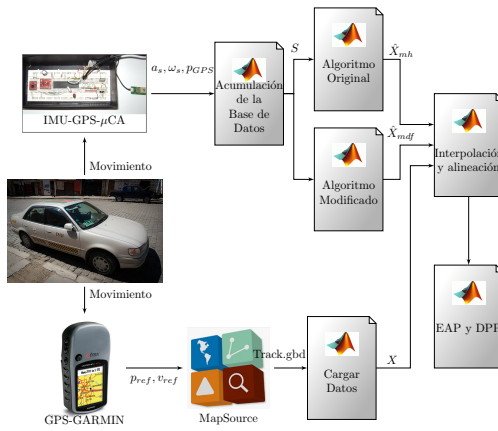 a_s, ω_s, p_GPS
S
Acumulación
de la
Base de
Datos
Algoritmo
Original
X̂_mh
IMU-GPS-μCA
Movimiento
Algoritmo
Modificado
X̂_mdf
Interpolación
y alineación
Movimiento
GPS-GARMIN
p_ref, v_ref
MapSource
Track.gbd
Cargar
Datos
X
EAP y DPE